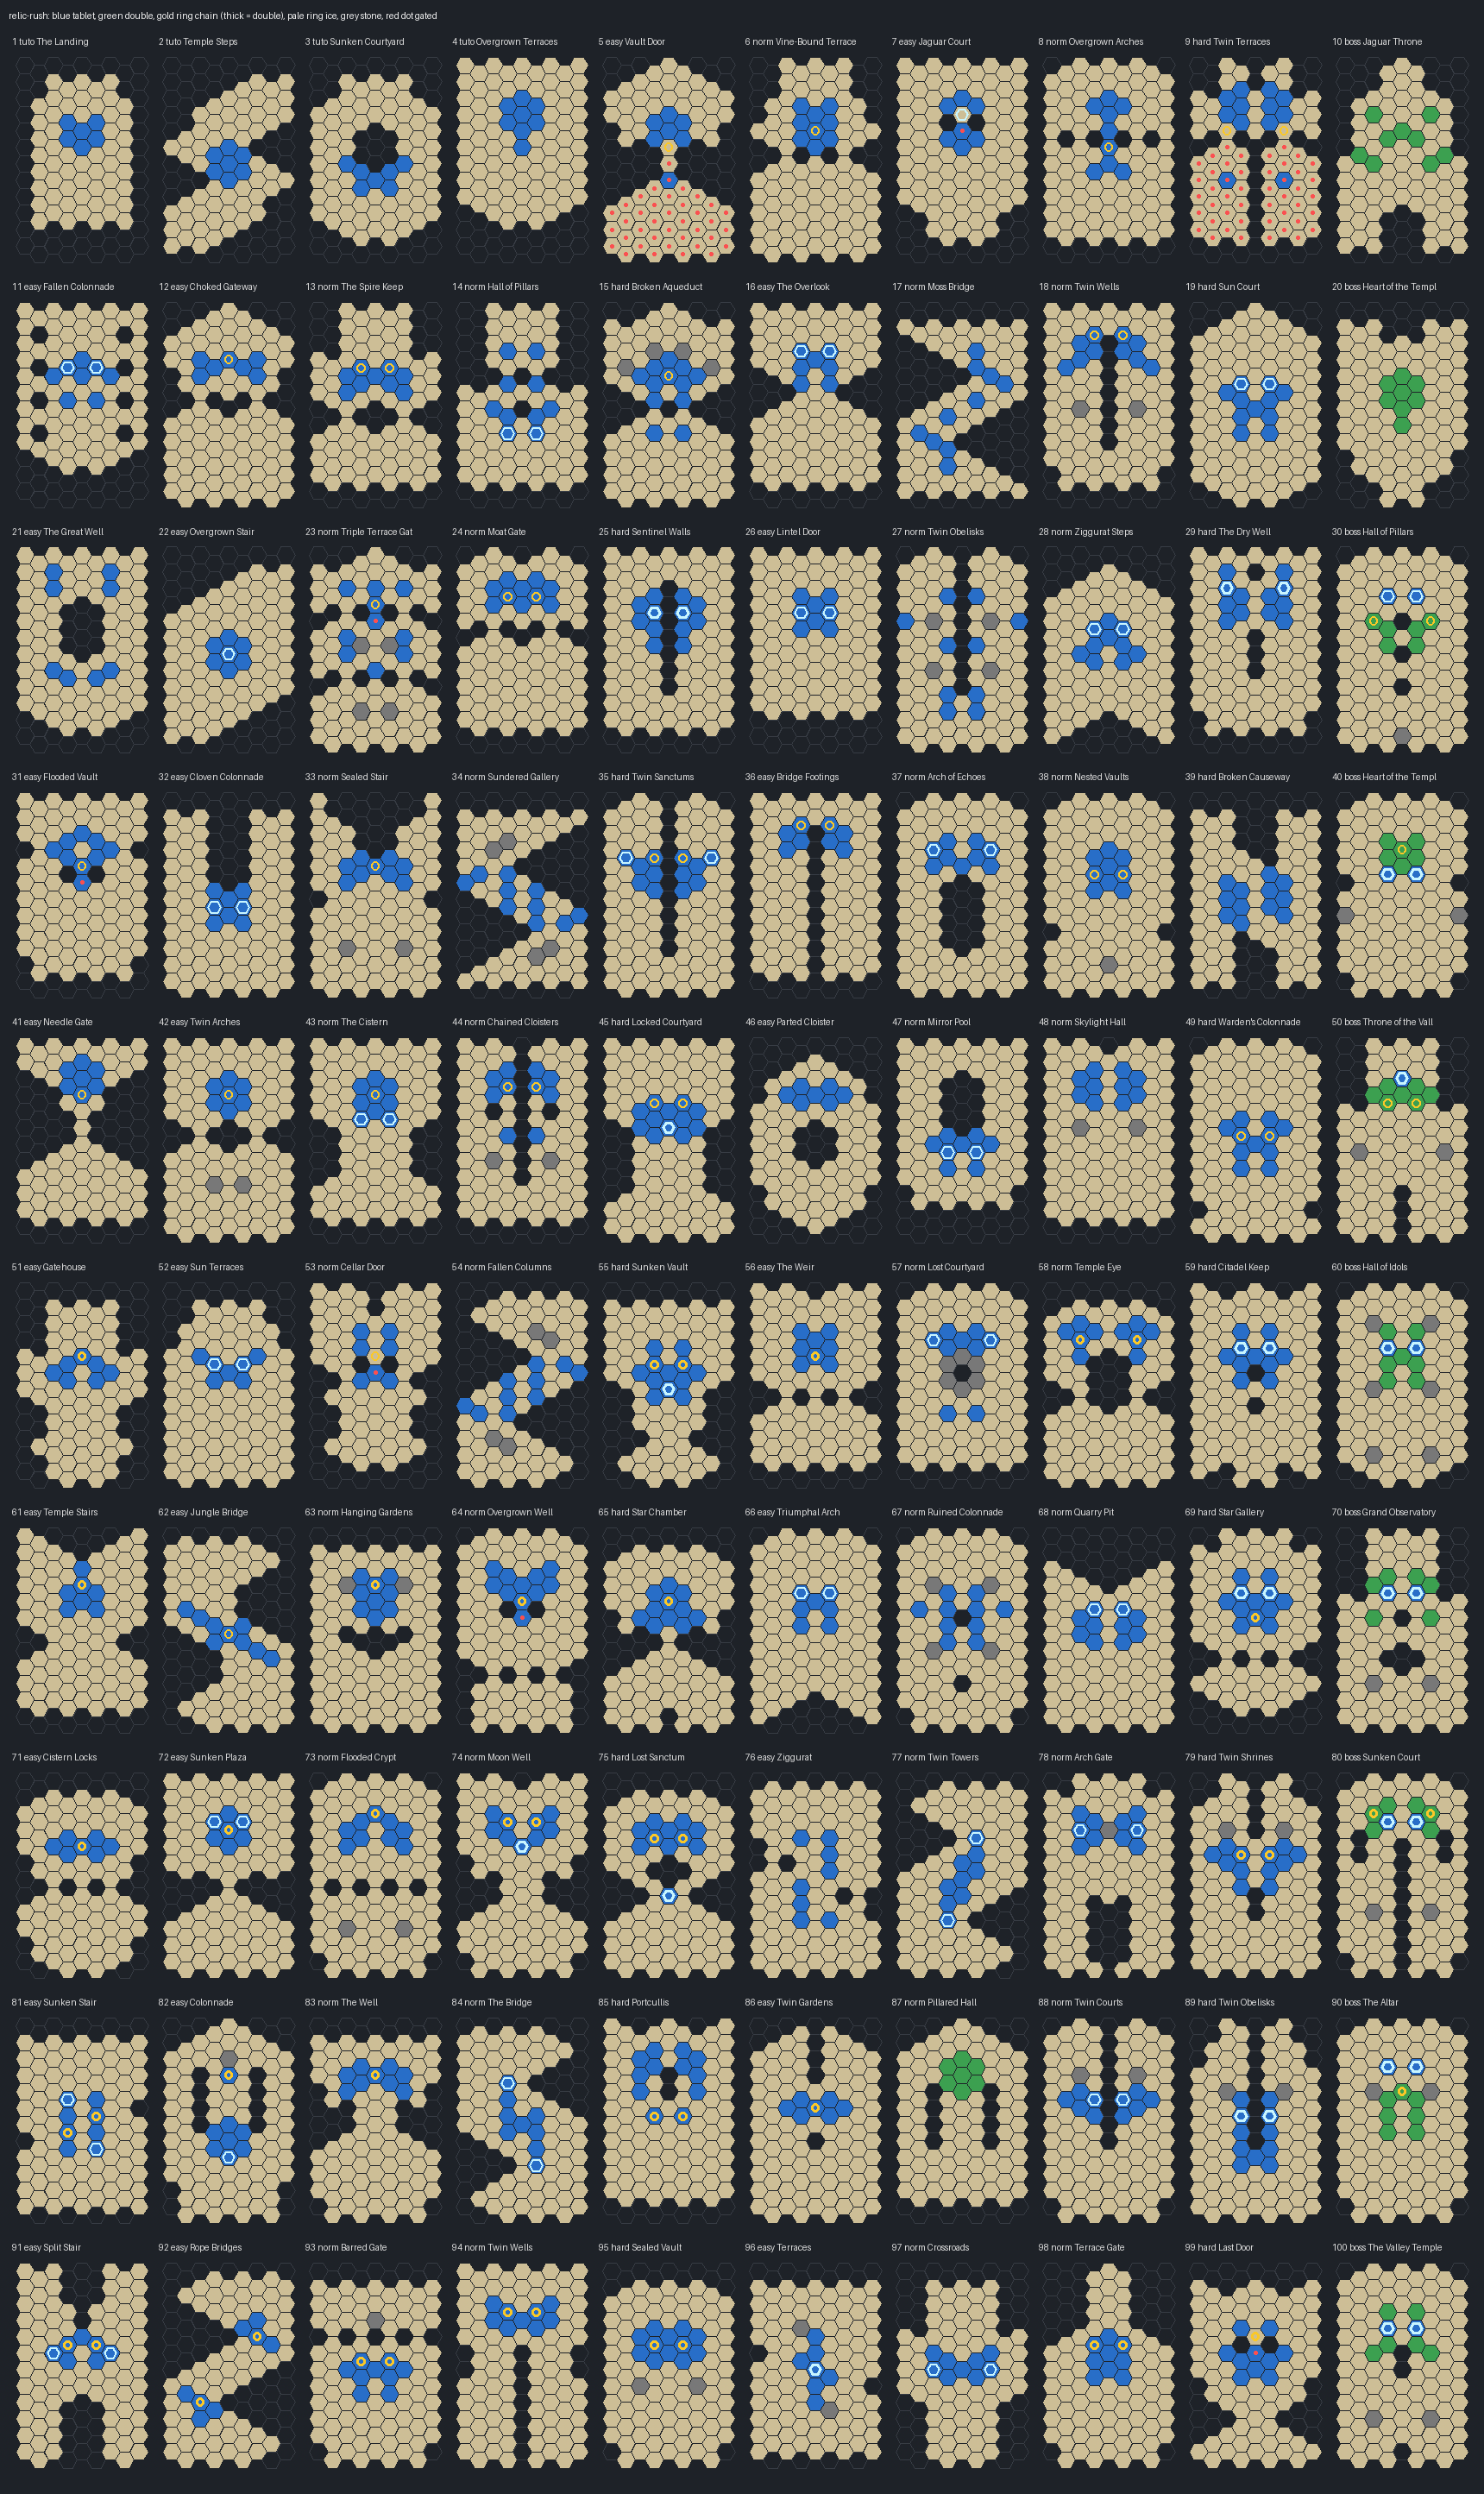 relic-rush: blue tablet, green double, gold ring chain (thick = double), pale ring ice, grey stone, red dot gated
1 tuto The Landing
2 tuto Temple Steps
3 tuto Sunken Courtyard
4 tuto Overgrown Terraces
5 easy Vault Door
6 norm Vine-Bound Terrace
7 easy Jaguar Court
8 norm Overgrown Arches
9 hard Twin Terraces
10 boss Jaguar Throne
11 easy Fallen Colonnade
12 easy Choked Gateway
13 norm The Spire Keep
14 norm Hall of Pillars
15 hard Broken Aqueduct
16 easy The Overlook
17 norm Moss Bridge
18 norm Twin Wells
19 hard Sun Court
20 boss Heart of the Templ
21 easy The Great Well
22 easy Overgrown Stair
23 norm Triple Terrace Gat
24 norm Moat Gate
25 hard Sentinel Walls
26 easy Lintel Door
27 norm Twin Obelisks
28 norm Ziggurat Steps
29 hard The Dry Well
30 boss Hall of Pillars
31 easy Flooded Vault
32 easy Cloven Colonnade
33 norm Sealed Stair
34 norm Sundered Gallery
35 hard Twin Sanctums
36 easy Bridge Footings
37 norm Arch of Echoes
38 norm Nested Vaults
39 hard Broken Causeway
40 boss Heart of the Templ
41 easy Needle Gate
42 easy Twin Arches
43 norm The Cistern
44 norm Chained Cloisters
45 hard Locked Courtyard
46 easy Parted Cloister
47 norm Mirror Pool
48 norm Skylight Hall
49 hard Warden's Colonnade
50 boss Throne of the Vall
51 easy Gatehouse
52 easy Sun Terraces
53 norm Cellar Door
54 norm Fallen Columns
55 hard Sunken Vault
56 easy The Weir
57 norm Lost Courtyard
58 norm Temple Eye
59 hard Citadel Keep
60 boss Hall of Idols
61 easy Temple Stairs
62 easy Jungle Bridge
63 norm Hanging Gardens
64 norm Overgrown Well
65 hard Star Chamber
66 easy Triumphal Arch
67 norm Ruined Colonnade
68 norm Quarry Pit
69 hard Star Gallery
70 boss Grand Observatory
71 easy Cistern Locks
72 easy Sunken Plaza
73 norm Flooded Crypt
74 norm Moon Well
75 hard Lost Sanctum
76 easy Ziggurat
77 norm Twin Towers
78 norm Arch Gate
79 hard Twin Shrines
80 boss Sunken Court
81 easy Sunken Stair
82 easy Colonnade
83 norm The Well
84 norm The Bridge
85 hard Portcullis
86 easy Twin Gardens
87 norm Pillared Hall
88 norm Twin Courts
89 hard Twin Obelisks
90 boss The Altar
91 easy Split Stair
92 easy Rope Bridges
93 norm Barred Gate
94 norm Twin Wells
95 hard Sealed Vault
96 easy Terraces
97 norm Crossroads
98 norm Terrace Gate
99 hard Last Door
100 boss The Valley Temple